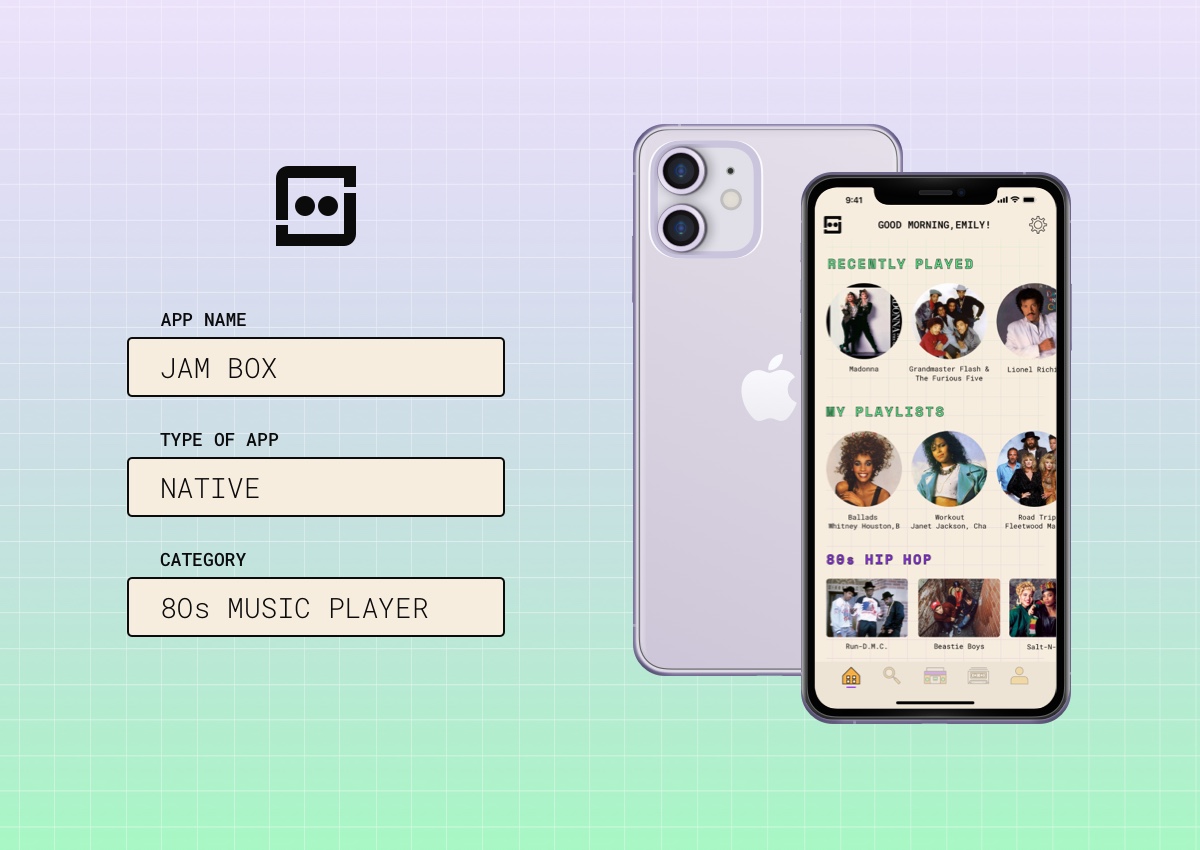 APP NAME
JAM BOX
TYPE OF APP
NATIVE
CATEGORY
80s MUSIC PLAYER
9:41
GOOD MORNING,EMILY!
RECENTLY PLAYED
Madonna
Grandmaster Flash &
The Furious Five
Lionel Richi
MY PLAYLISTS
Ballads
Whitney Houston,B
Workout
Janet Jackson, Cha
Road Trip
Fleetwood Ma
80s HIP HOP
Run-D.M.C.
Beastie Boys
Salt-N-